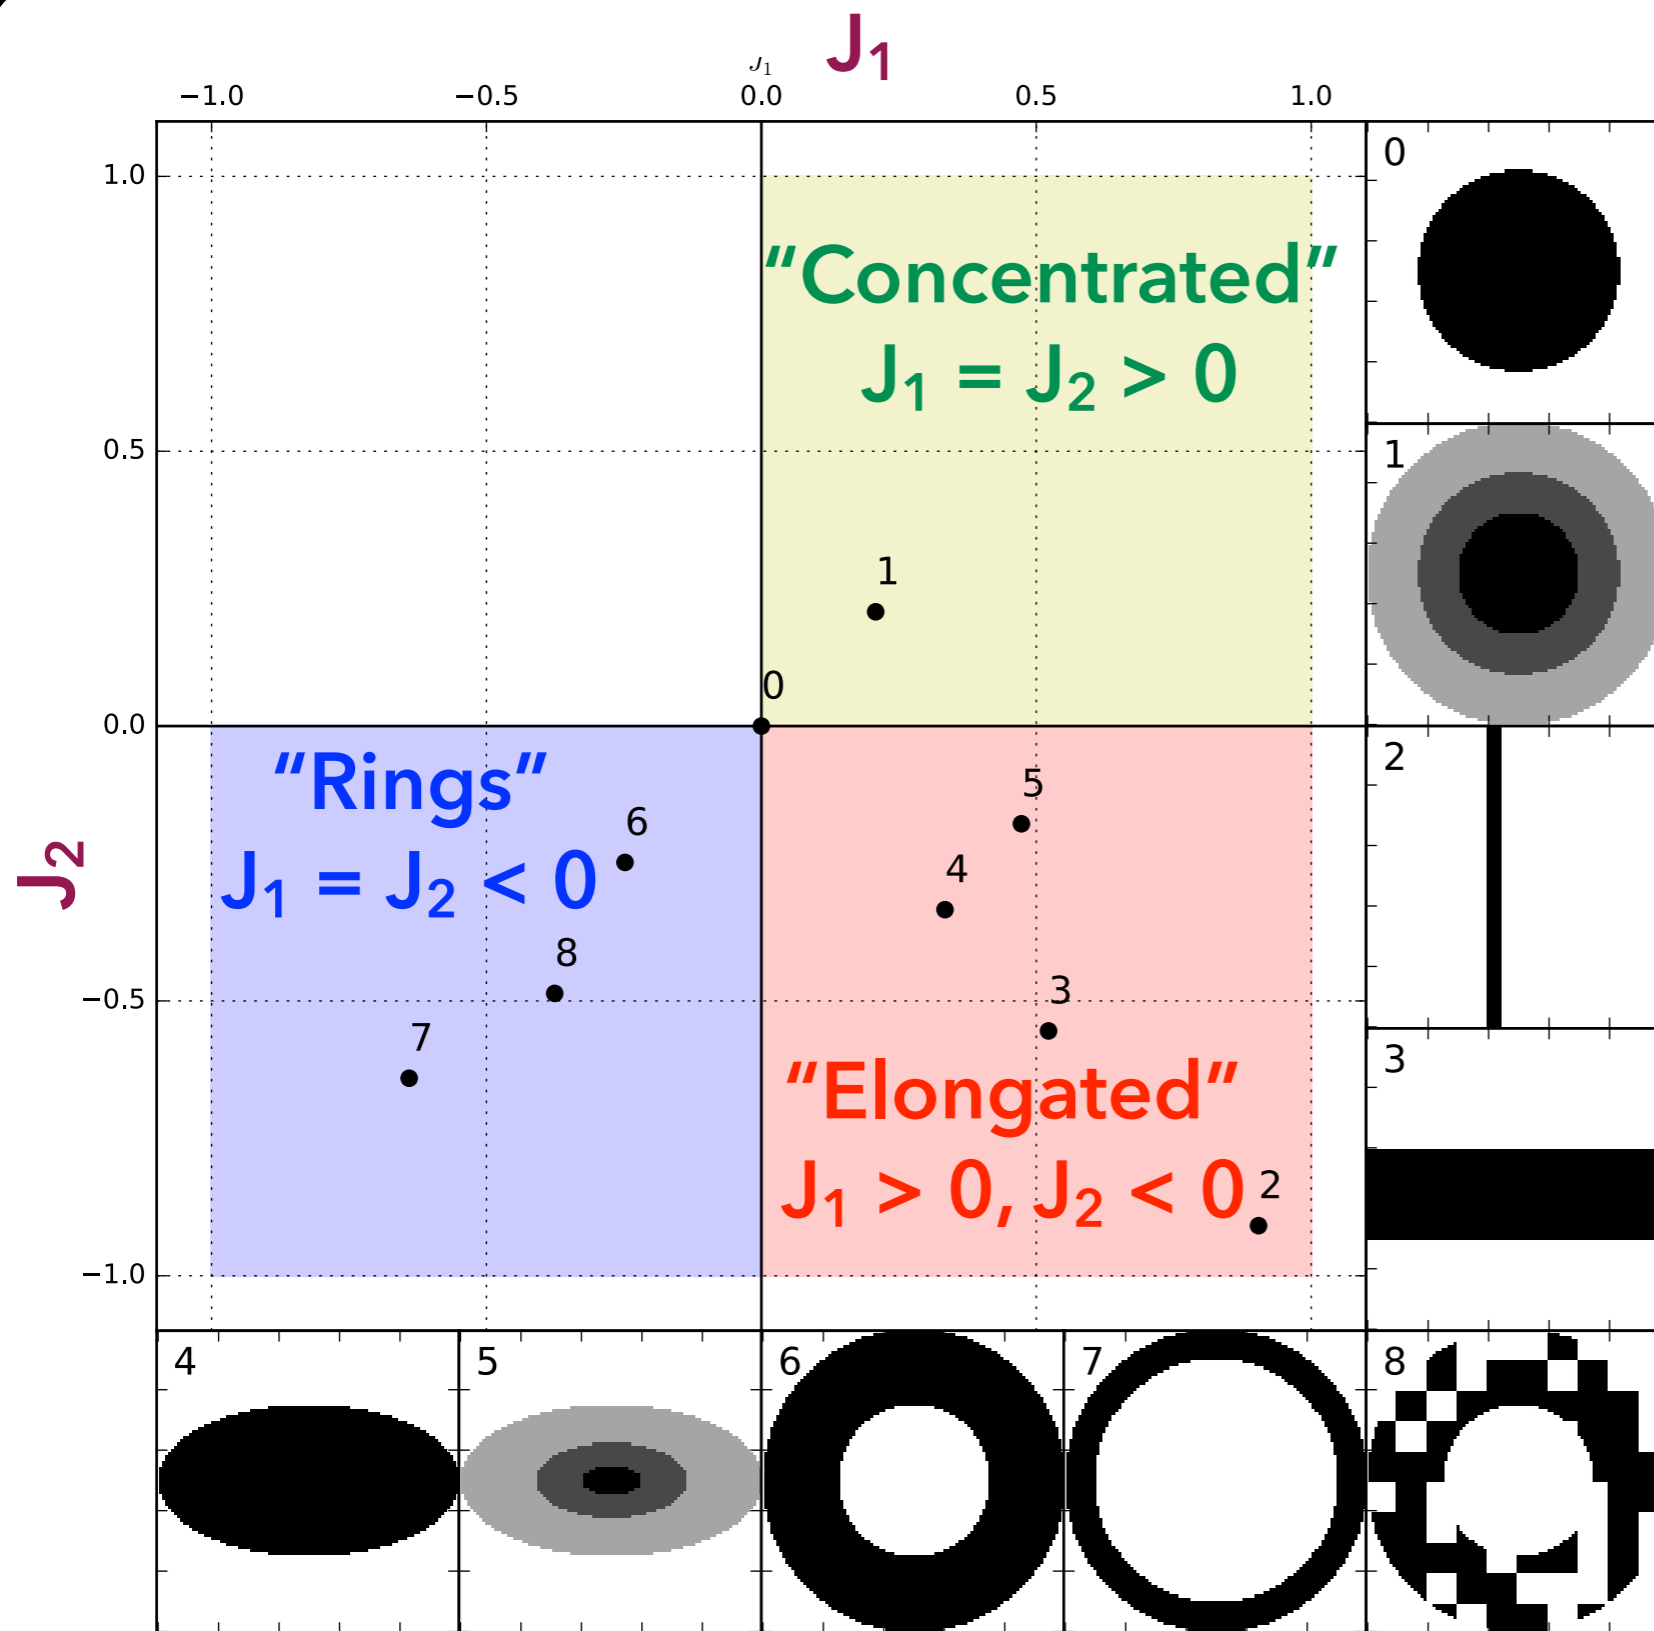 J₁
J₁
−1.0 −0.5 0.0 0.5 1.0
1.0
0.5
0.0
−0.5
−1.0
J₂
“Concentrated”
J₁ = J₂ > 0
1
0
“Rings”
J₁ = J₂ < 0
6
8
7
5
4
3
“Elongated”
J₁ > 0, J₂ < 0
2
0
1
2
3
4
5
6
7
8